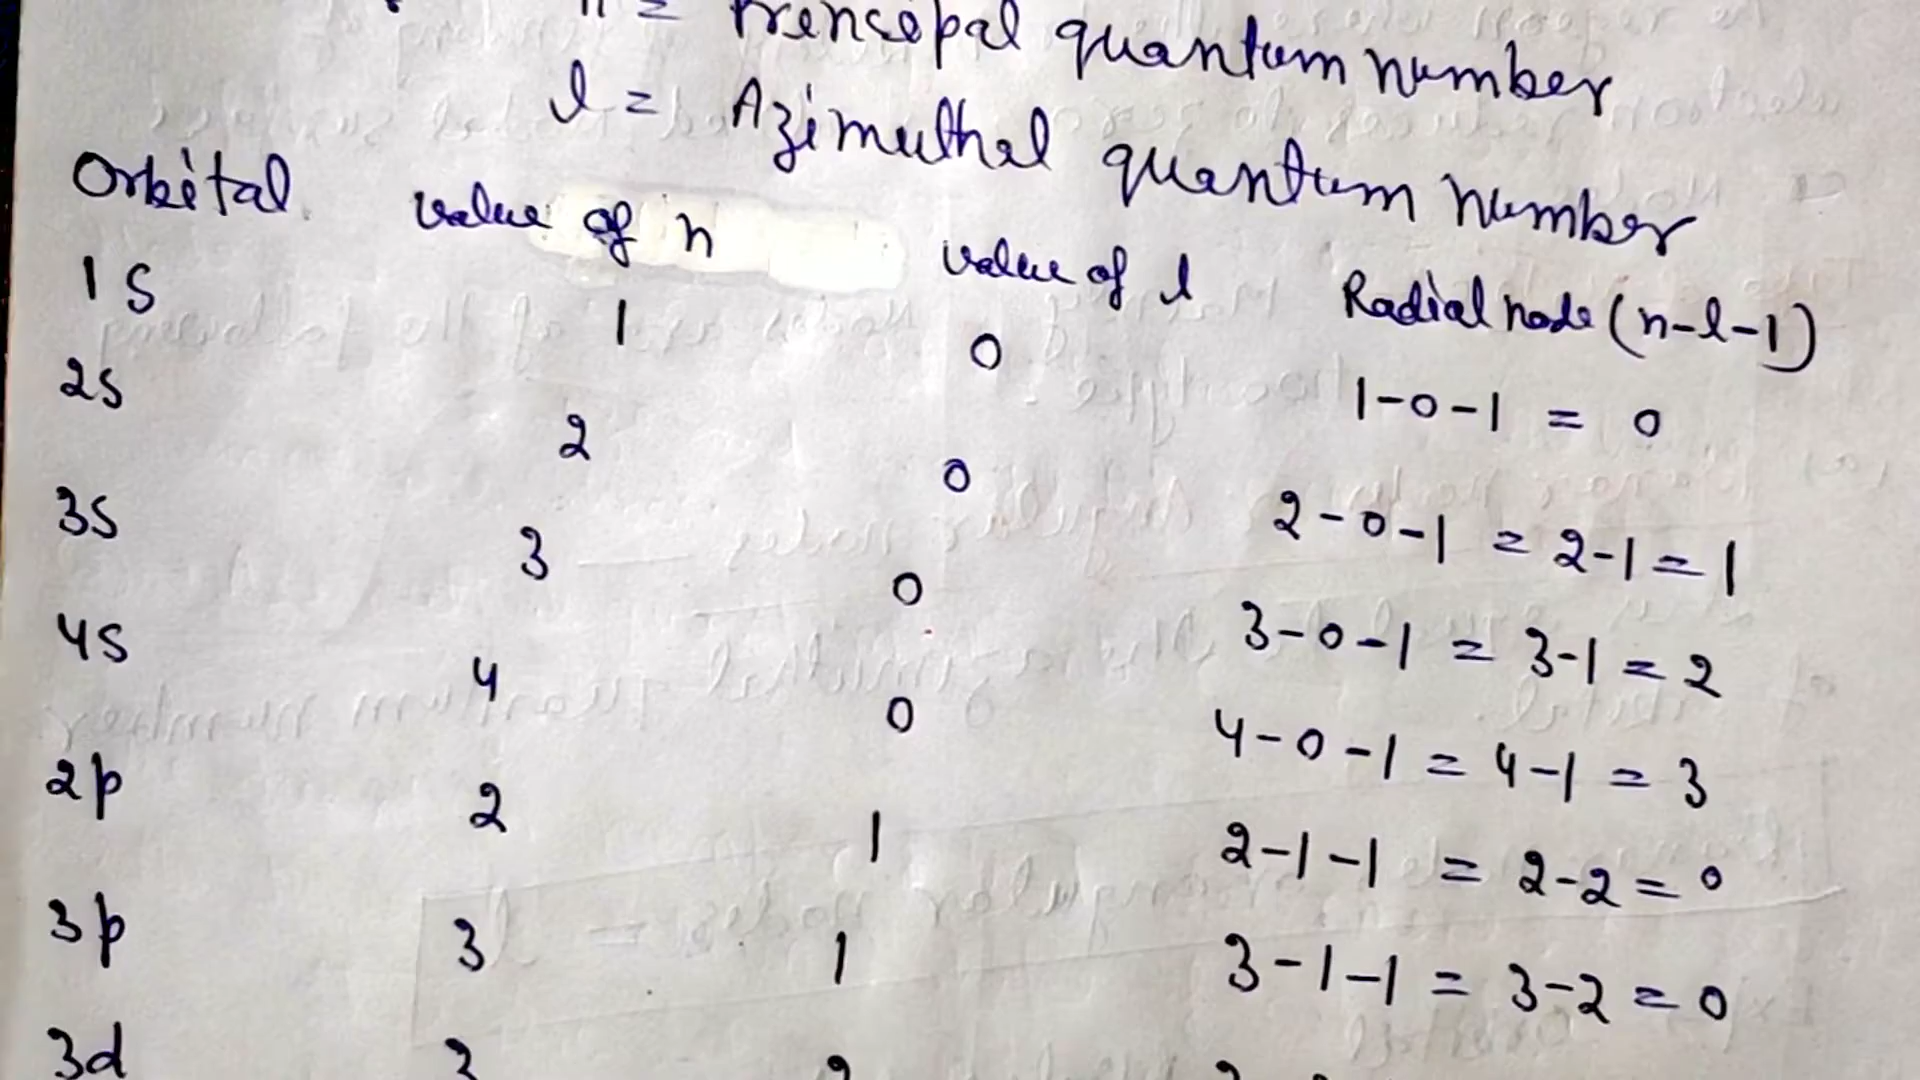 n = Prencepal quantum number
l = Azimuthal quantum number
Orbital value of n value of l Radial node (n-l-1)
1S 1 0 1-0-1 = 0
2s 2 0 2-0-1 = 2-1 = 1
3s 3 0 3-0-1 = 3-1 = 2
4s 4 0 4-0-1 = 4-1 = 3
2p 2 1 2-1-1 = 2-2 = 0
3p 3 1 3-1-1 = 3-2 = 0
3d 3 2